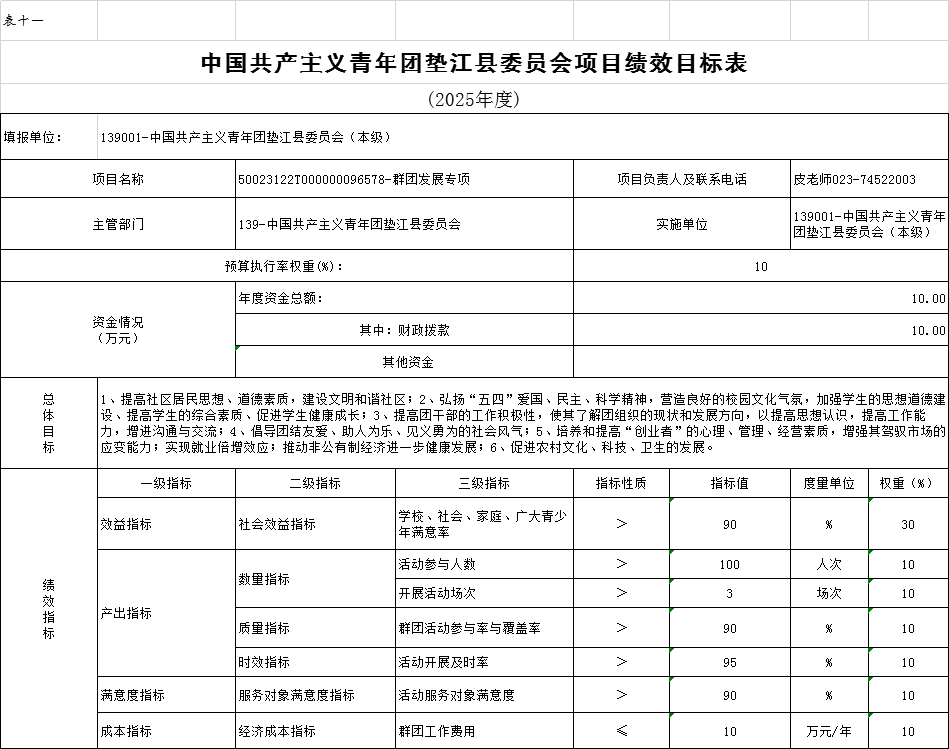 表十一
中国共产主义青年团垫江县委员会项目绩效目标表
(2025年度)
填报单位： 139001-中国共产主义青年团垫江县委员会（本级）
项目名称 50023122T000000096578-群团发展专项 项目负责人及联系电话 皮老师023-74522003
主管部门 139-中国共产主义青年团垫江县委员会 实施单位 139001-中国共产主义青年
团垫江县委员会（本级）
预算执行率权重(%)： 10
资金情况
（万元）
年度资金总额： 10.00
其中：财政拨款 10.00
其他资金
总
体
目
标
1、提高社区居民思想、道德素质，建设文明和谐社区；2、弘扬“五四”爱国、民主、科学精神，营造良好的校园文化气氛，加强学生的思想道德建
设、提高学生的综合素质、促进学生健康成长；3、提高团干部的工作积极性，使其了解团组织的现状和发展方向，以提高思想认识，提高工作能
力，增进沟通与交流；4、倡导团结友爱、助人为乐、见义勇为的社会风气；5、培养和提高“创业者”的心理、管理、经营素质，增强其驾驭市场的
应变能力；实现就业倍增效应；推动非公有制经济进一步健康发展；6、促进农村文化、科技、卫生的发展。
绩
效
指
标
一级指标 二级指标 三级指标 指标性质 指标值 度量单位 权重（%）
效益指标 社会效益指标 学校、社会、家庭、广大青少
年满意率 ＞ 90 % 30
产出指标 数量指标 活动参与人数 ＞ 100 人次 10
开展活动场次 ＞ 3 场次 10
质量指标 群团活动参与率与覆盖率 ＞ 90 % 10
时效指标 活动开展及时率 ＞ 95 % 10
满意度指标 服务对象满意度指标 活动服务对象满意度 ＞ 90 % 10
成本指标 经济成本指标 群团工作费用 ≤ 10 万元/年 10